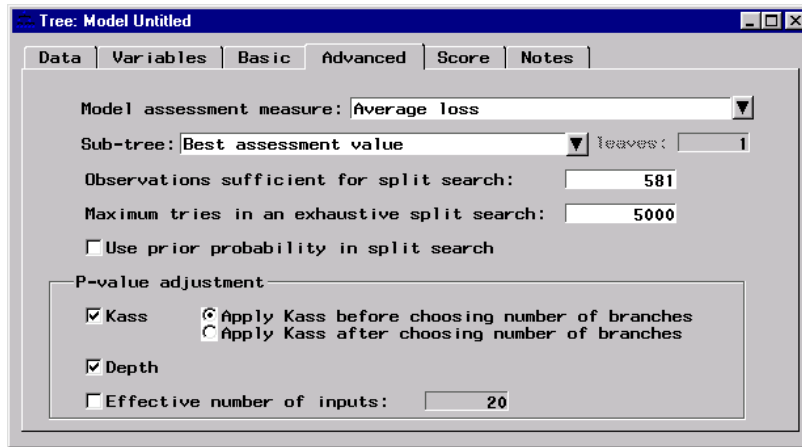 Tree: Model Untitled
Data Variables Basic Advanced Score Notes
Model assessment measure: Average loss
Sub-tree: Best assessment value leaves: 1
Observations sufficient for split search: 581
Maximum tries in an exhaustive split search: 5000
Use prior probability in split search
P-value adjustment
Kass Apply Kass before choosing number of branches
Apply Kass after choosing number of branches
Depth
Effective number of inputs: 20